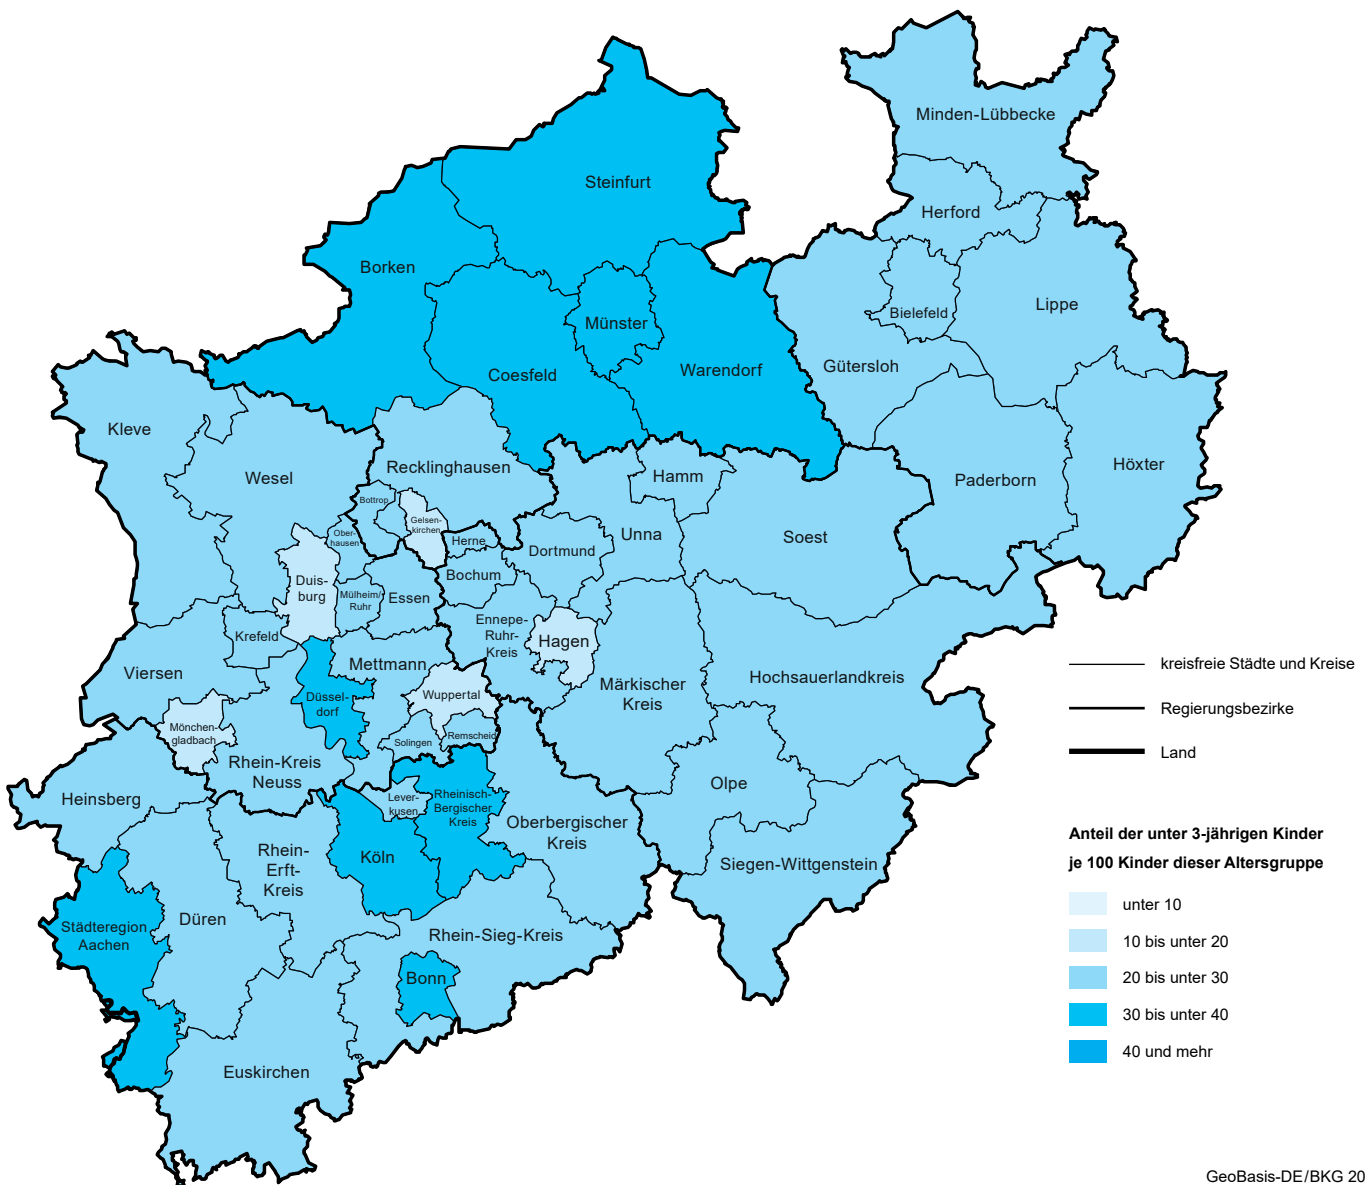 Minden-Lübbecke
Steinfurt
Herford
Borken
Lippe
Bielefeld
Münster
Gütersloh
Warendorf
Coesfeld
Kleve
Recklinghausen
Höxter
Wesel
Hamm
Paderborn
Bottrop
Gelsen-
kirchen
Ober-
hausen
Herne
Unna
Soest
Dortmund
Bochum
Duis-
burg
Mülheim/
Ruhr
Essen
Ennepe-
Ruhr-
Kreis
Krefeld
Hagen
Viersen
Mettmann
Hochsauerlandkreis
Märkischer
Kreis
Düssel-
dorf
Wuppertal
Mönchen-
gladbach
Solingen
Remscheid
Rhein-Kreis
Neuss
Olpe
Heinsberg
Lever-
kusen
Rheinisch-
Bergischer
Kreis
Oberbergischer
Kreis
Köln
Rhein-
Erft-
Kreis
Siegen-Wittgenstein
Düren
Städteregion
Aachen
Rhein-Sieg-Kreis
Bonn
Euskirchen
kreisfreie Städte und Kreise
Regierungsbezirke
Land
Anteil der unter 3-jährigen Kinder
je 100 Kinder dieser Altersgruppe
unter 10
10 bis unter 20
20 bis unter 30
30 bis unter 40
40 und mehr
GeoBasis-DE/BKG 20